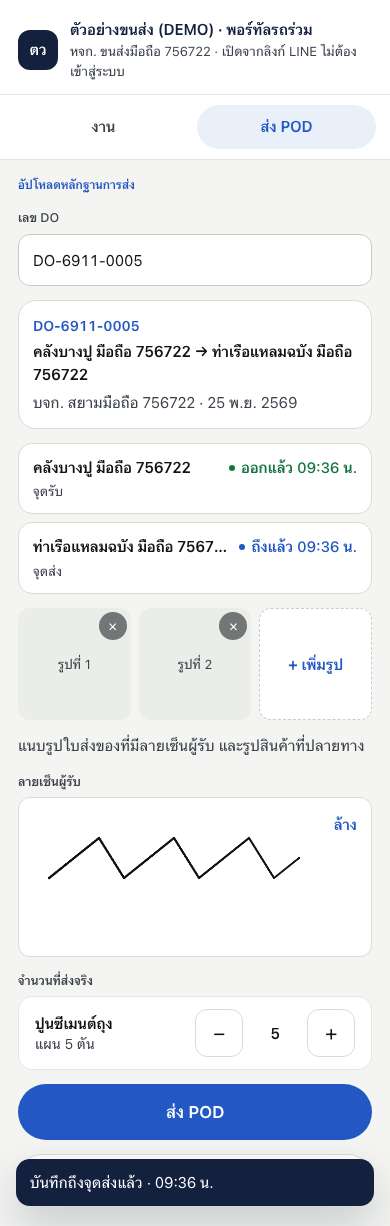 ตว
ตัวอย่างขนส่ง (DEMO) · พอร์ทัลรถร่วม
หจก. ขนส่งมือถือ 756722 · เปิดจากลิงก์ LINE ไม่ต้อง
เข้าสู่ระบบ
งาน
ส่ง POD
อัปโหลดหลักฐานการส่ง
เลข DO
DO-6911-0005
DO-6911-0005
คลังบางปู มือถือ 756722 → ท่าเรือแหลมฉบัง มือถือ
756722
บจก. สยามมือถือ 756722 · 25 พ.ย. 2569
คลังบางปู มือถือ 756722
• ออกแล้ว 09:36 น.
จุดรับ
ท่าเรือแหลมฉบัง มือถือ 7567...
• ถึงแล้ว 09:36 น.
จุดส่ง
รูปที่ 1
×
รูปที่ 2
×
+ เพิ่มรูป
แนบรูปใบส่งของที่มีลายเซ็นผู้รับ และรูปสินค้าที่ปลายทาง
ลายเซ็นผู้รับ
ล้าง
จำนวนที่ส่งจริง
ปูนซีเมนต์ถุง
แผน 5 ตัน
−
5
+
ส่ง POD
บันทึกถึงจุดส่งแล้ว · 09:36 น.